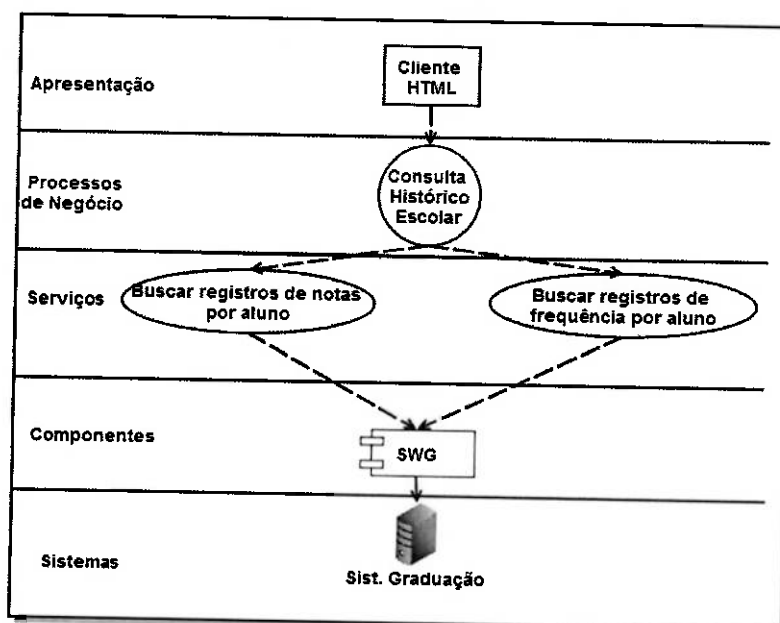 Apresentação
Cliente
HTML
Processos
de Negócio
Consulta
Histórico
Escolar
Serviços
Buscar registros de notas
por aluno
Buscar registros de
frequência por aluno
Componentes
SWG
Sistemas
Sist. Graduação